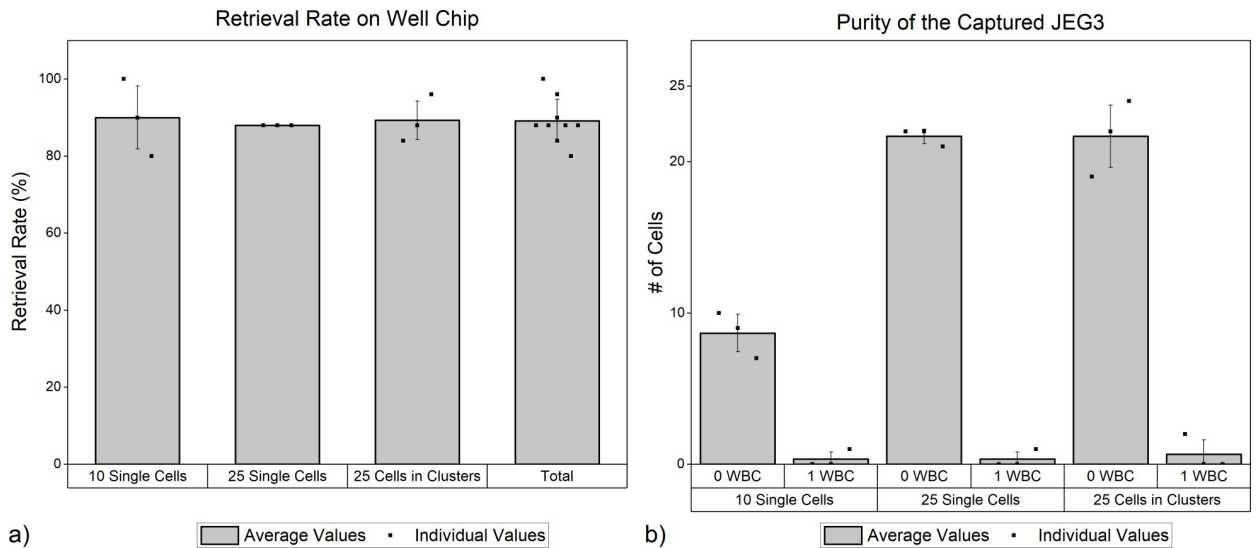 Retrieval Rate on Well Chip
Retrieval Rate (%)
100
80
60
40
20
0
10 Single Cells
25 Single Cells
25 Cells in Clusters
Total
a)
Average Values
Individual Values
Purity of the Captured JEG3
# of Cells
25
20
10
0
0 WBC
1 WBC
0 WBC
1 WBC
0 WBC
1 WBC
10 Single Cells
25 Single Cells
25 Cells in Clusters
b)
Average Values
Individual Values